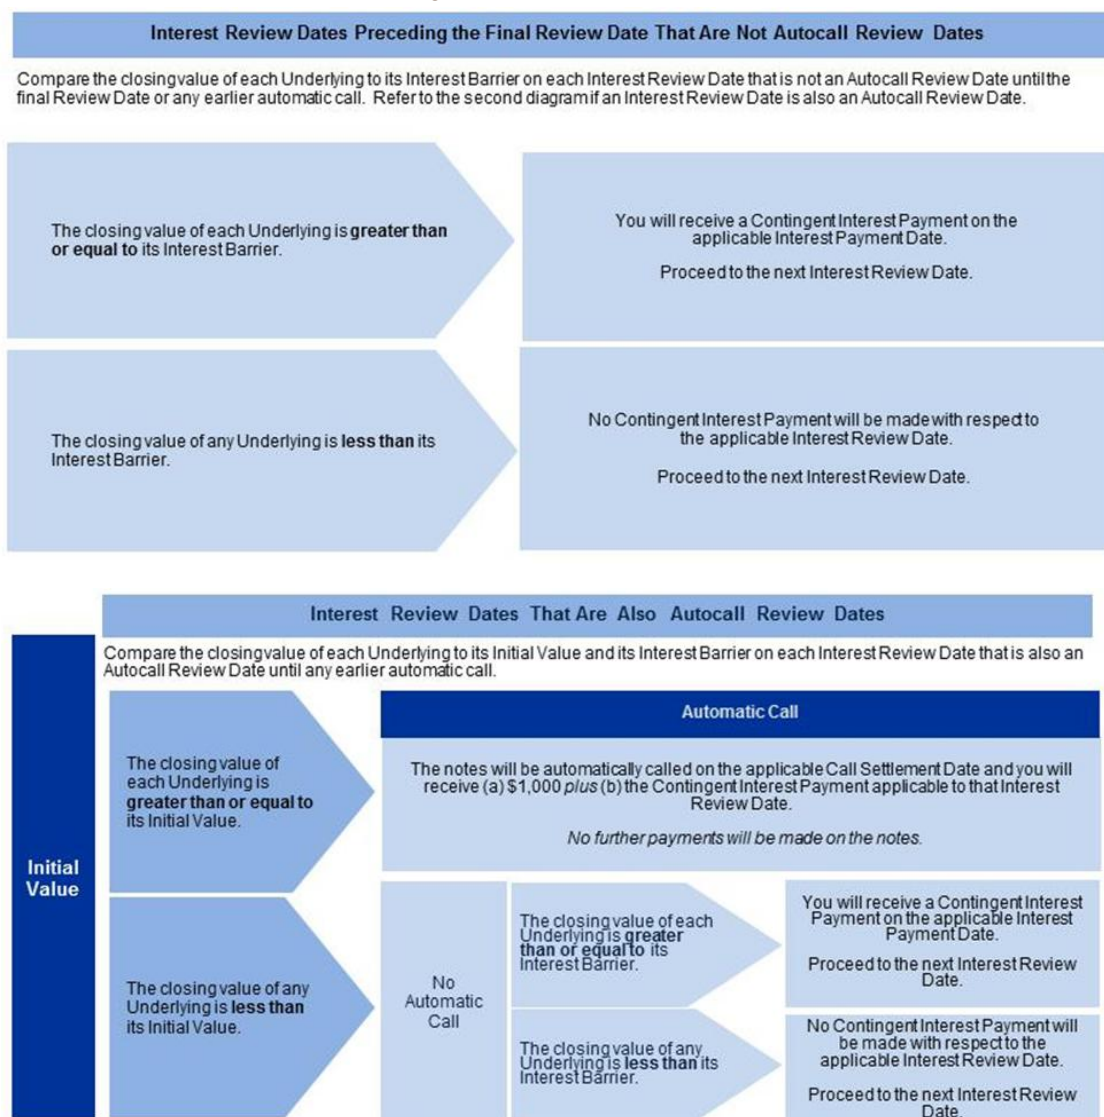 Interest Review Dates Preceding the Final Review Date That Are Not Autocall Review Dates
Compare the closing value of each Underlying to its Interest Barrier on each Interest Review Date that is not an Autocall Review Date until the
final Review Date or any earlier automatic call. Refer to the second diagram if an Interest Review Date is also an Autocall Review Date.
The closing value of each Underlying is greater than
or equal to its Interest Barrier.
You will receive a Contingent Interest Payment on the
applicable Interest Payment Date.
Proceed to the next Interest Review Date.
The closing value of any Underlying is less than its
Interest Barrier.
No Contingent Interest Payment will be made with respect to
the applicable Interest Review Date.
Proceed to the next Interest Review Date.
Interest Review Dates That Are Also Autocall Review Dates
Compare the closing value of each Underlying to its Initial Value and its Interest Barrier on each Interest Review Date that is also an
Autocall Review Date until any earlier automatic call.
Initial
Value
The closing value of
each Underlying is
greater than or equal to
its Initial Value.
Automatic Call
The notes will be automatically called on the applicable Call Settlement Date and you will
receive (a) $1,000 plus (b) the Contingent Interest Payment applicable to that Interest
Review Date.
No further payments will be made on the notes.
The closing value of any
Underlying is less than
its Initial Value.
No
Automatic
Call
The closing value of each
Underlying is greater
than or equal to its
Interest Barrier.
You will receive a Contingent Interest
Payment on the applicable Interest
Payment Date.
Proceed to the next Interest Review
Date.
The closing value of any
Underlying is less than its
Interest Barrier.
No Contingent Interest Payment will
be made with respect to the
applicable Interest Review Date.
Proceed to the next Interest Review
Date.